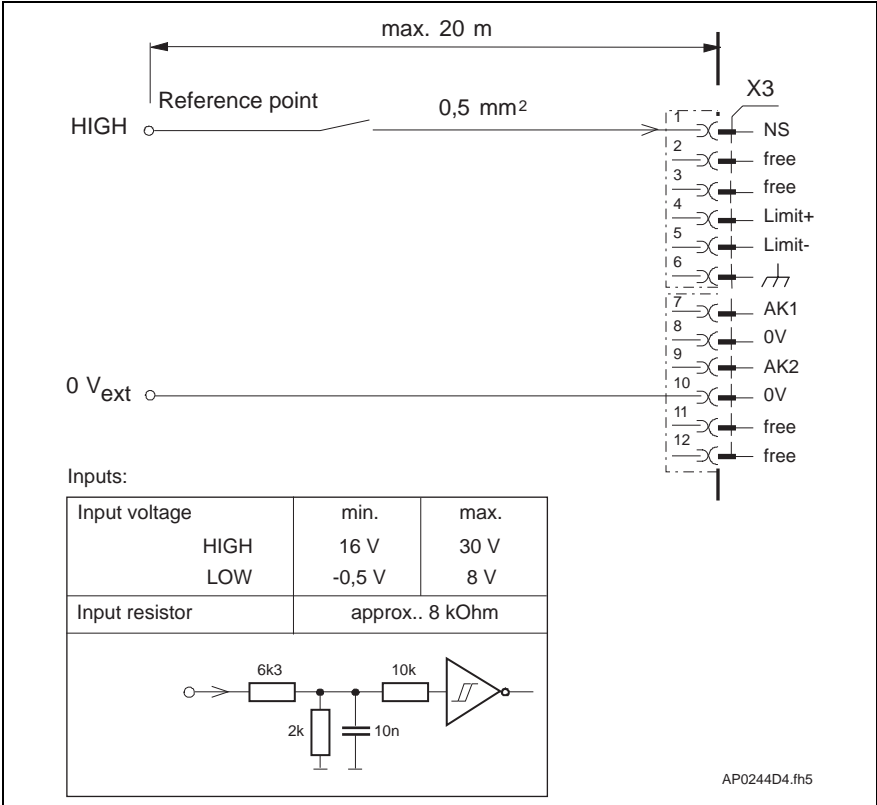 max. 20 m
Reference point
0,5 mm2
X3
HIGH
1 NS
2 free
3 free
4 Limit+
5 Limit-
6
7 AK1
8 0V
9 AK2
0 Vext
10 0V
11 free
12 free
Inputs:
Input voltage min. max.
HIGH 16 V 30 V
LOW -0,5 V 8 V
Input resistor approx.. 8 kOhm
6k3 10k
2k 10n
AP0244D4.fh5